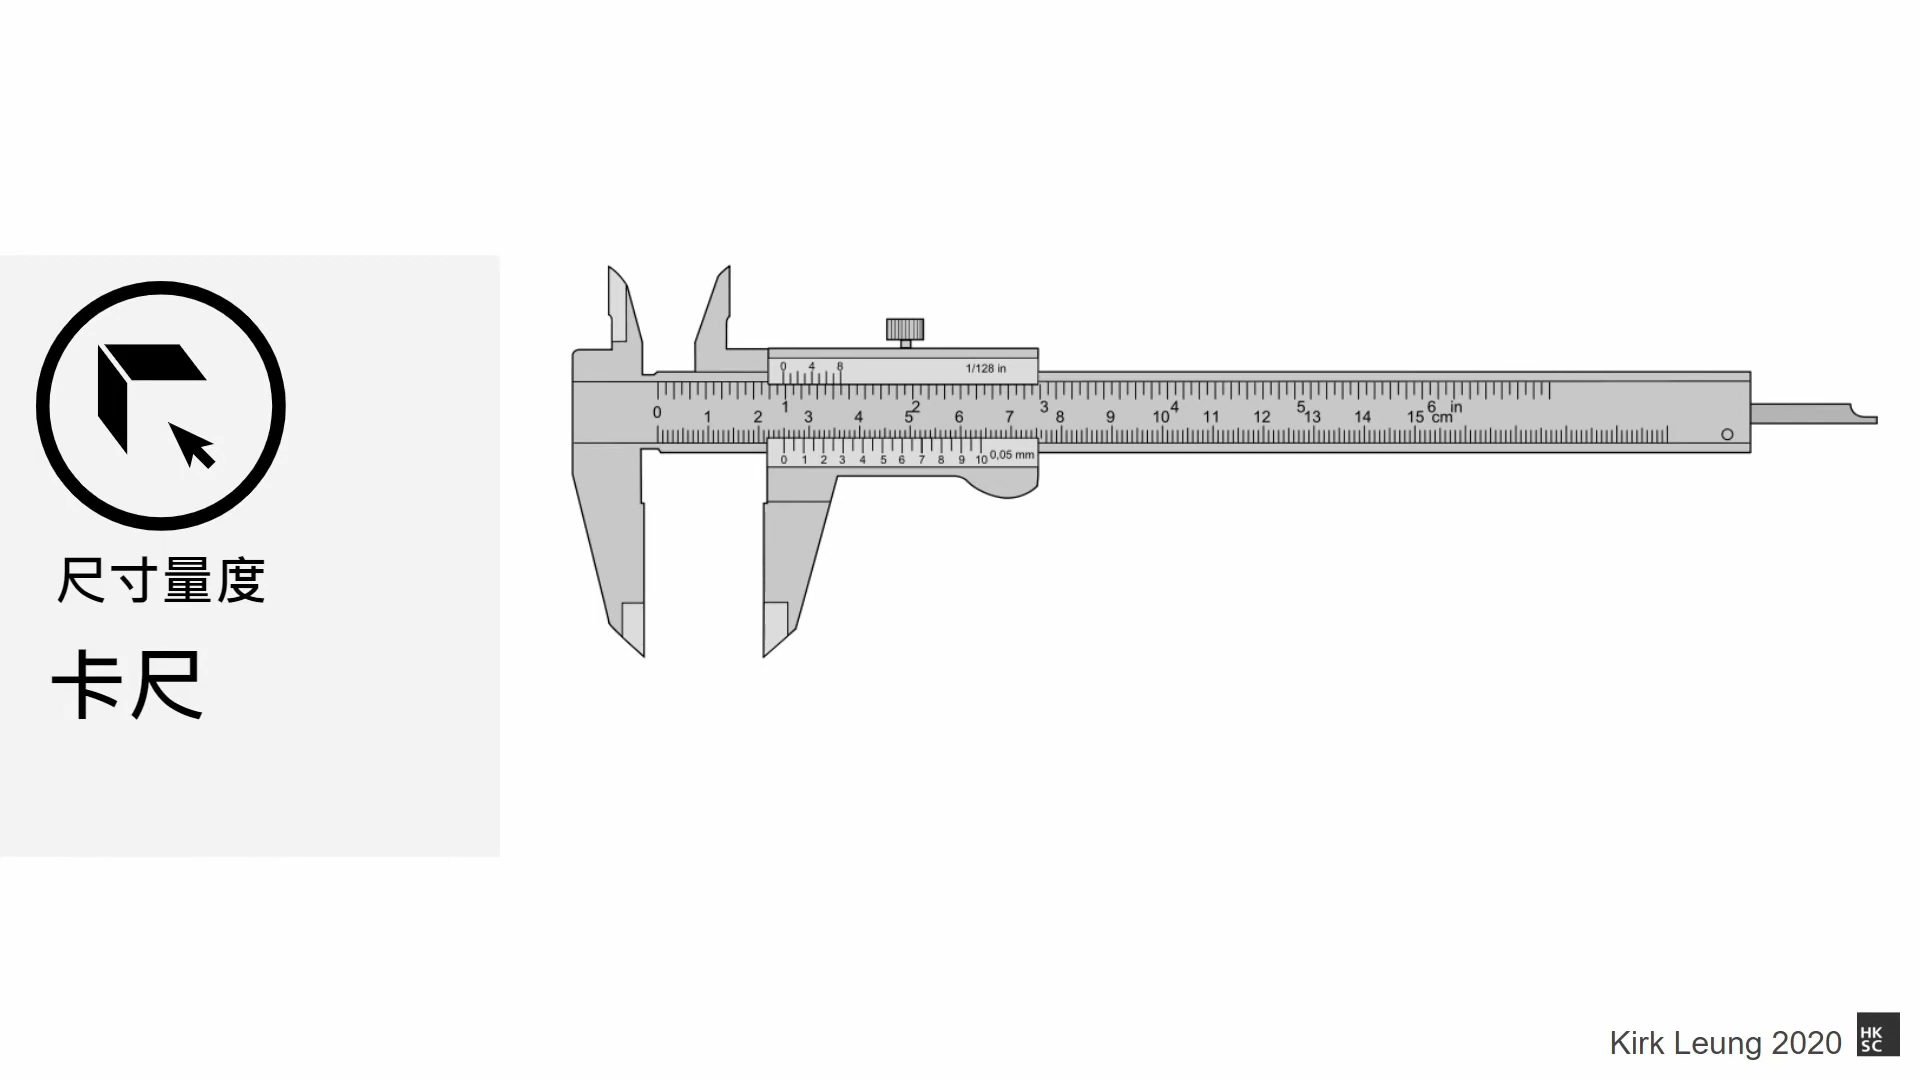 尺寸量度
卡尺
0 4 8 1/128 in
1 2 3 4 5 6 in
0 1 2 3 4 5 6 7 8 9 10 11 12 13 14 15 cm
0 1 2 3 4 5 6 7 8 9 10 0,05 mm
Kirk Leung 2020
HK
SC